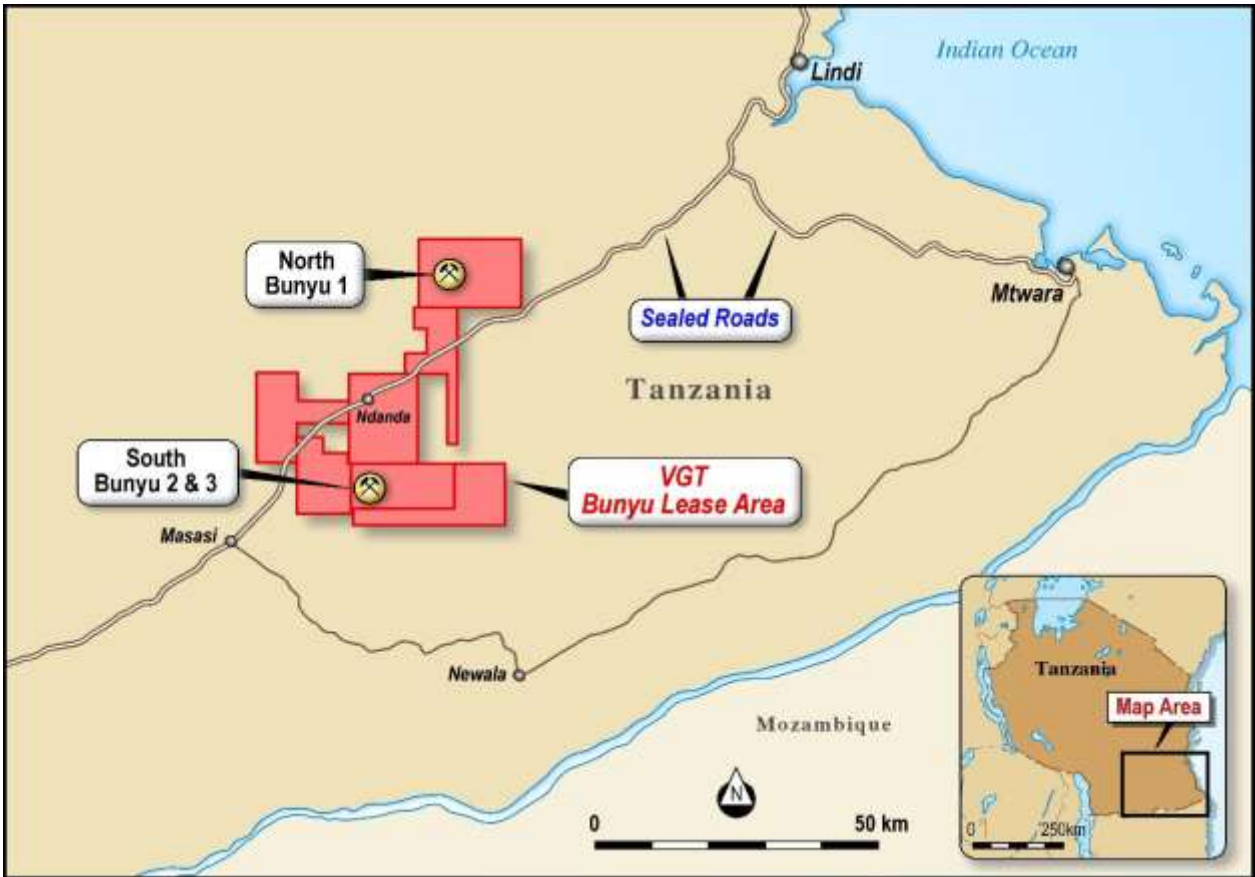 Indian Ocean
Lindi
North
Bunyu 1
Mtwara
Sealed Roads
Tanzania
Ndanda
South
Bunyu 2 & 3
VGT
Bunyu Lease Area
Masasi
Newala
Mozambique
N
0
50 km
Tanzania
Map Area
0
250km